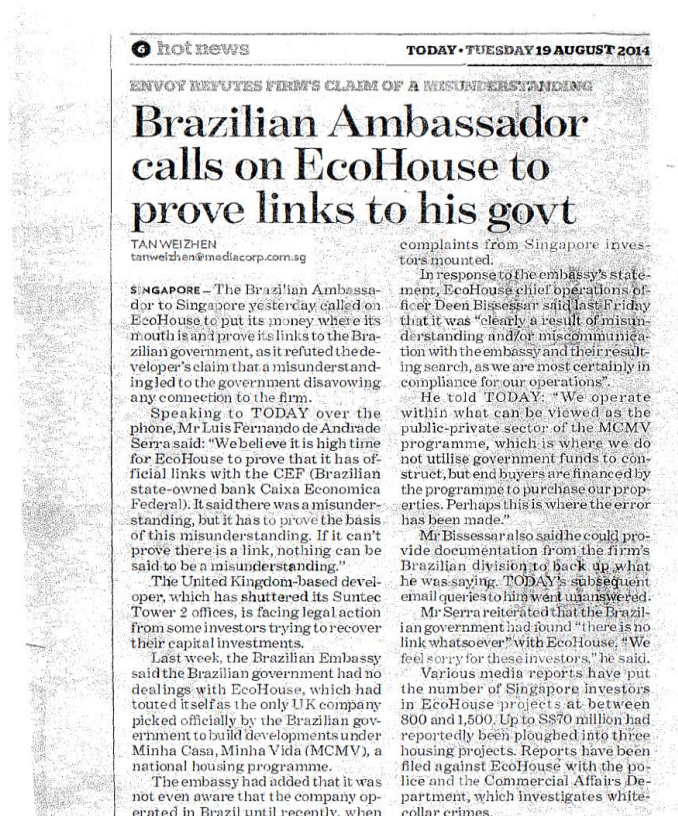 6 hotnews
TODAY • TUESDAY 19 AUGUST 2014
ENVOY REFUTES FIRM'S CLAIM OF A MISUNDERSTANDING
Brazilian Ambassador
calls on EcoHouse to
prove links to his govt
TAN WEIZHEN
tanweizhen@mediacorp.com.sg
SINGAPORE — The Brazilian Ambassa-
dor to Singapore yesterday called on
EcoHouse to put its money where its
mouth is and prove its links to the Bra-
zilian government, as it refuted the de-
veloper's claim that a misunderstand-
ing led to the government disavowing
any connection to the firm.
Speaking to TODAY over the
phone, Mr Luis Fernando de Andrade
Serra said: "We believe it is high time
for EcoHouse to prove that it has of-
ficial links with the CEF (Brazilian
state-owned bank Caixa Economica
Federal). It said there was a misunder-
standing, but it has to prove the basis
of this misunderstanding. If it can't
prove there is a link, nothing can be
said to be a misunderstanding."
The United Kingdom-based devel-
oper, which has shuttered its Suntec
Tower 2 offices, is facing legal action
from some investors trying to recover
their capital investments.
Last week, the Brazilian Embassy
said the Brazilian government had no
dealings with EcoHouse, which had
touted itself as the only UK company
picked officially by the Brazilian gov-
ernment to build developments under
Minha Casa, Minha Vida (MCMV), a
national housing programme.
The embassy had added that it was
not even aware that the company op-
erated in Brazil until recently, when
complaints from Singapore inves-
tors mounted.
In response to the embassy's state-
ment, EcoHouse chief operations of-
ficer Deen Bissessar said last Friday
that it was "clearly a result of misun-
derstanding and/or miscommunica-
tion with the embassy and their result-
ing search, as we are most certainly in
compliance for our operations".
He told TODAY: "We operate
within what can be viewed as the
public-private sector of the MCMV
programme, which is where we do
not utilise government funds to con-
struct, but end buyers are financed by
the programme to purchase our prop-
erties. Perhaps this is where the error
has been made."
Mr Bissessar also said he could pro-
vide documentation from the firm's
Brazilian division to back up what
he was saying. TODAY's subsequent
email queries to him went unanswered.
Mr Serra reiterated that the Brazil-
ian government had found "there is no
link whatsoever" with EcoHouse. "We
feel sorry for these investors," he said.
Various media reports have put
the number of Singapore investors
in EcoHouse projects at between
800 and 1,500. Up to S$70 million had
reportedly been ploughed into three
housing projects. Reports have been
filed against EcoHouse with the po-
lice and the Commercial Affairs De-
partment, which investigates white-
collar crimes.